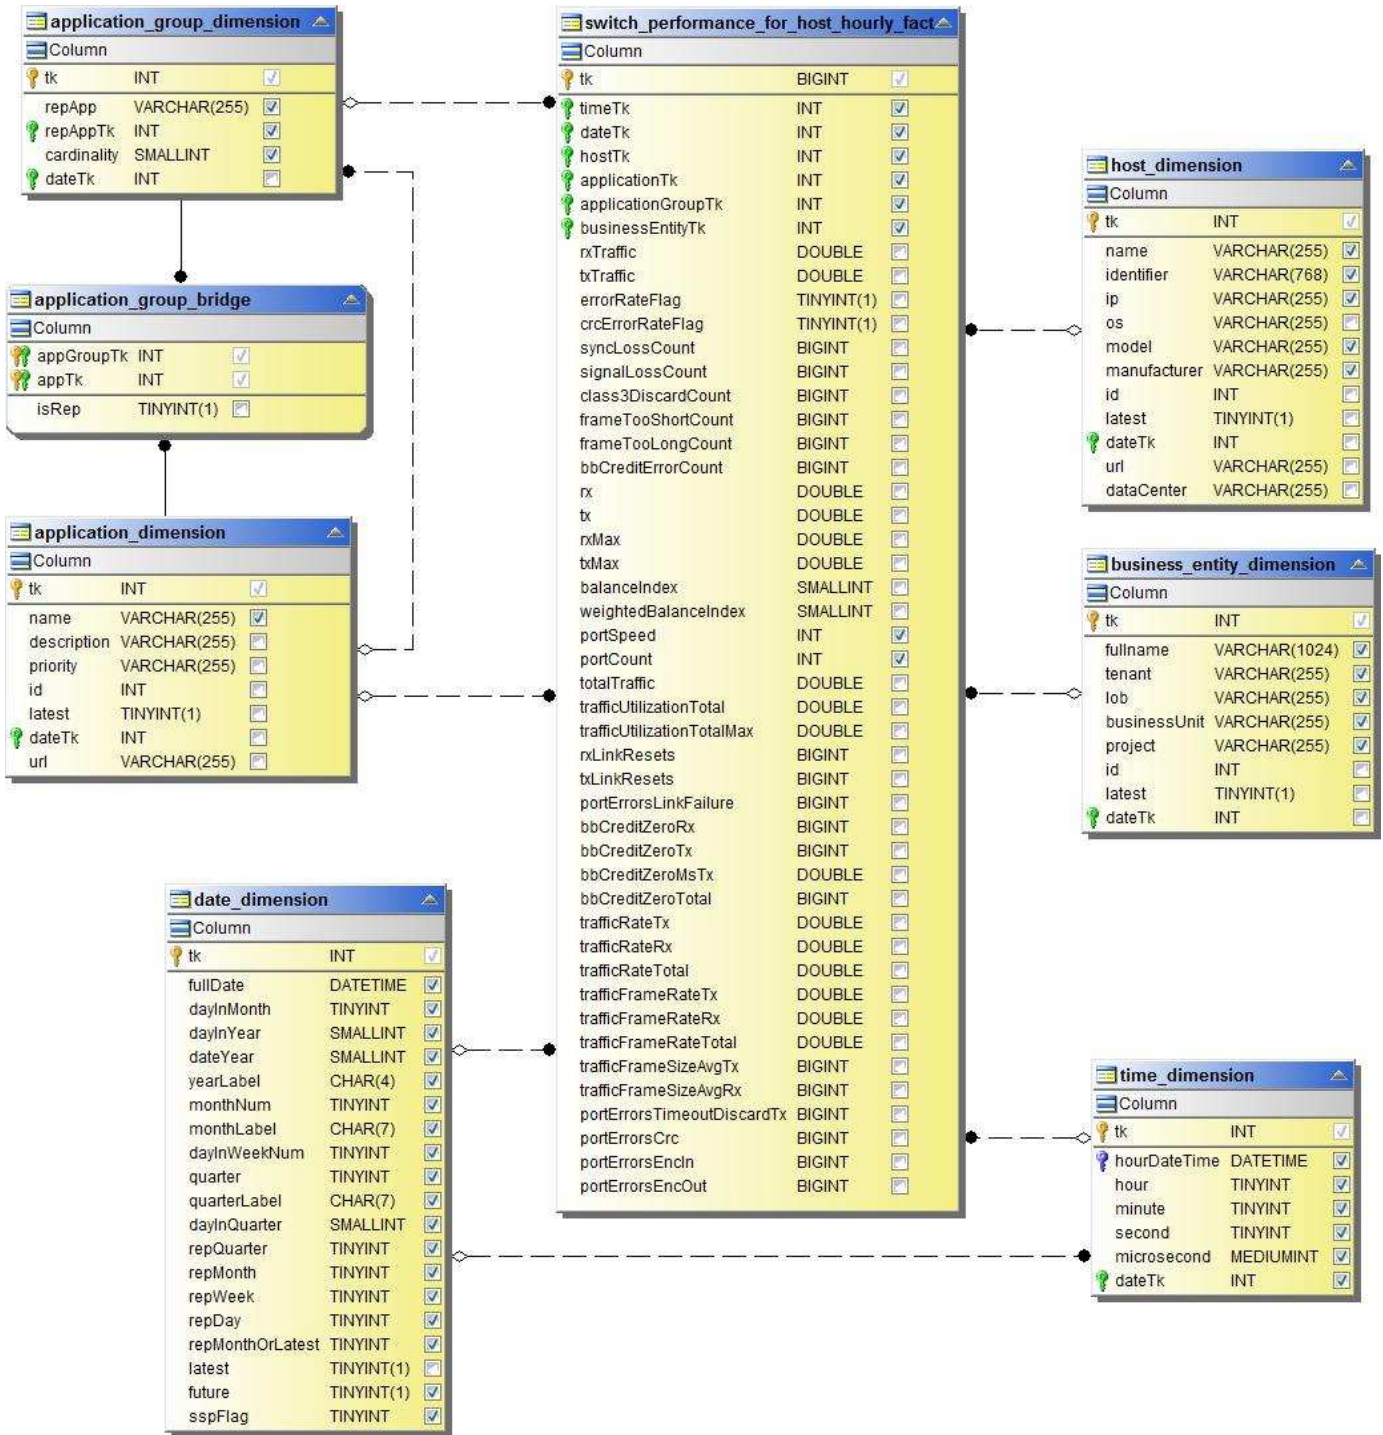 application_group_dimension
Column
tk INT
repApp VARCHAR(255)
repAppTk INT
cardinality SMALLINT
dateTk INT
application_group_bridge
Column
appGroupTk INT
appTk INT
isRep TINYINT(1)
application_dimension
Column
tk INT
name VARCHAR(255)
description VARCHAR(255)
priority VARCHAR(255)
id INT
latest TINYINT(1)
dateTk INT
url VARCHAR(255)
switch_performance_for_host_hourly_fact
Column
tk BIGINT
timeTk INT
dateTk INT
hostTk INT
applicationTk INT
applicationGroupTk INT
businessEntityTk INT
rxTraffic DOUBLE
txTraffic DOUBLE
errorRateFlag TINYINT(1)
crcErrorRateFlag TINYINT(1)
syncLossCount BIGINT
signalLossCount BIGINT
class3DiscardCount BIGINT
frameTooShortCount BIGINT
frameTooLongCount BIGINT
bbCreditErrorCount BIGINT
rx DOUBLE
tx DOUBLE
rxMax DOUBLE
txMax DOUBLE
balanceIndex SMALLINT
weightedBalanceIndex SMALLINT
portSpeed INT
portCount INT
totalTraffic DOUBLE
trafficUtilizationTotal DOUBLE
trafficUtilizationTotalMax DOUBLE
rxLinkResets BIGINT
txLinkResets BIGINT
portErrorsLinkFailure BIGINT
bbCreditZeroRx BIGINT
bbCreditZeroTx BIGINT
bbCreditZeroMsTx DOUBLE
bbCreditZeroTotal BIGINT
trafficRateTx DOUBLE
trafficRateRx DOUBLE
trafficRateTotal DOUBLE
trafficFrameRateTx DOUBLE
trafficFrameRateRx DOUBLE
trafficFrameRateTotal DOUBLE
trafficFrameSizeAvgTx BIGINT
trafficFrameSizeAvgRx BIGINT
portErrorsTimeoutDiscardTx BIGINT
portErrorsCrc BIGINT
portErrorsEncIn BIGINT
portErrorsEncOut BIGINT
host_dimension
Column
tk INT
name VARCHAR(255)
identifier VARCHAR(768)
ip VARCHAR(255)
os VARCHAR(255)
model VARCHAR(255)
manufacturer VARCHAR(255)
id INT
latest TINYINT(1)
dateTk INT
url VARCHAR(255)
dataCenter VARCHAR(255)
business_entity_dimension
Column
tk INT
fullname VARCHAR(1024)
tenant VARCHAR(255)
lob VARCHAR(255)
businessUnit VARCHAR(255)
project VARCHAR(255)
id INT
latest TINYINT(1)
dateTk INT
date_dimension
Column
tk INT
fullDate DATETIME
dayInMonth TINYINT
dayInYear SMALLINT
dateYear SMALLINT
yearLabel CHAR(4)
monthNum TINYINT
monthLabel CHAR(7)
dayInWeekNum TINYINT
quarter TINYINT
quarterLabel CHAR(7)
dayInQuarter SMALLINT
repQuarter TINYINT
repMonth TINYINT
repWeek TINYINT
repDay TINYINT
repMonthOrLatest TINYINT
latest TINYINT(1)
future TINYINT(1)
sspFlag TINYINT
time_dimension
Column
tk INT
hourDateTime DATETIME
hour TINYINT
minute TINYINT
second TINYINT
microsecond MEDIUMINT
dateTk INT